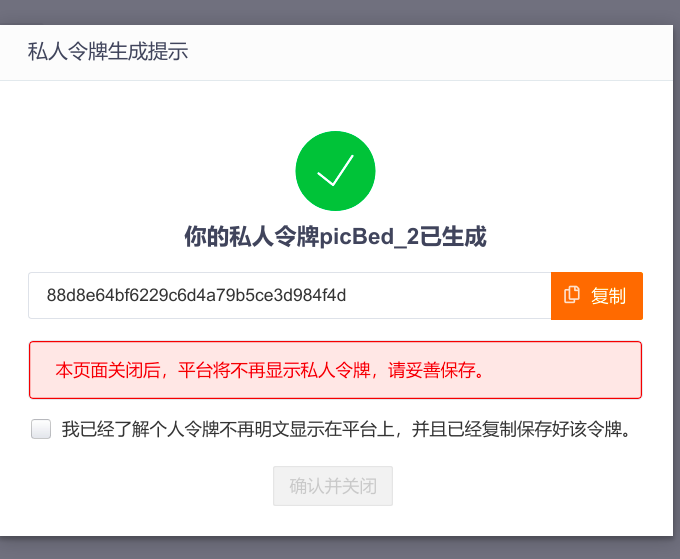 私人令牌生成提示
你的私人令牌picBed_2已生成
88d8e64bf6229c6d4a79b5ce3d984f4d
复制
本页面关闭后，平台将不再显示私人令牌，请妥善保存。
我已经了解个人令牌不再明文显示在平台上，并且已经复制保存好该令牌。
确认并关闭